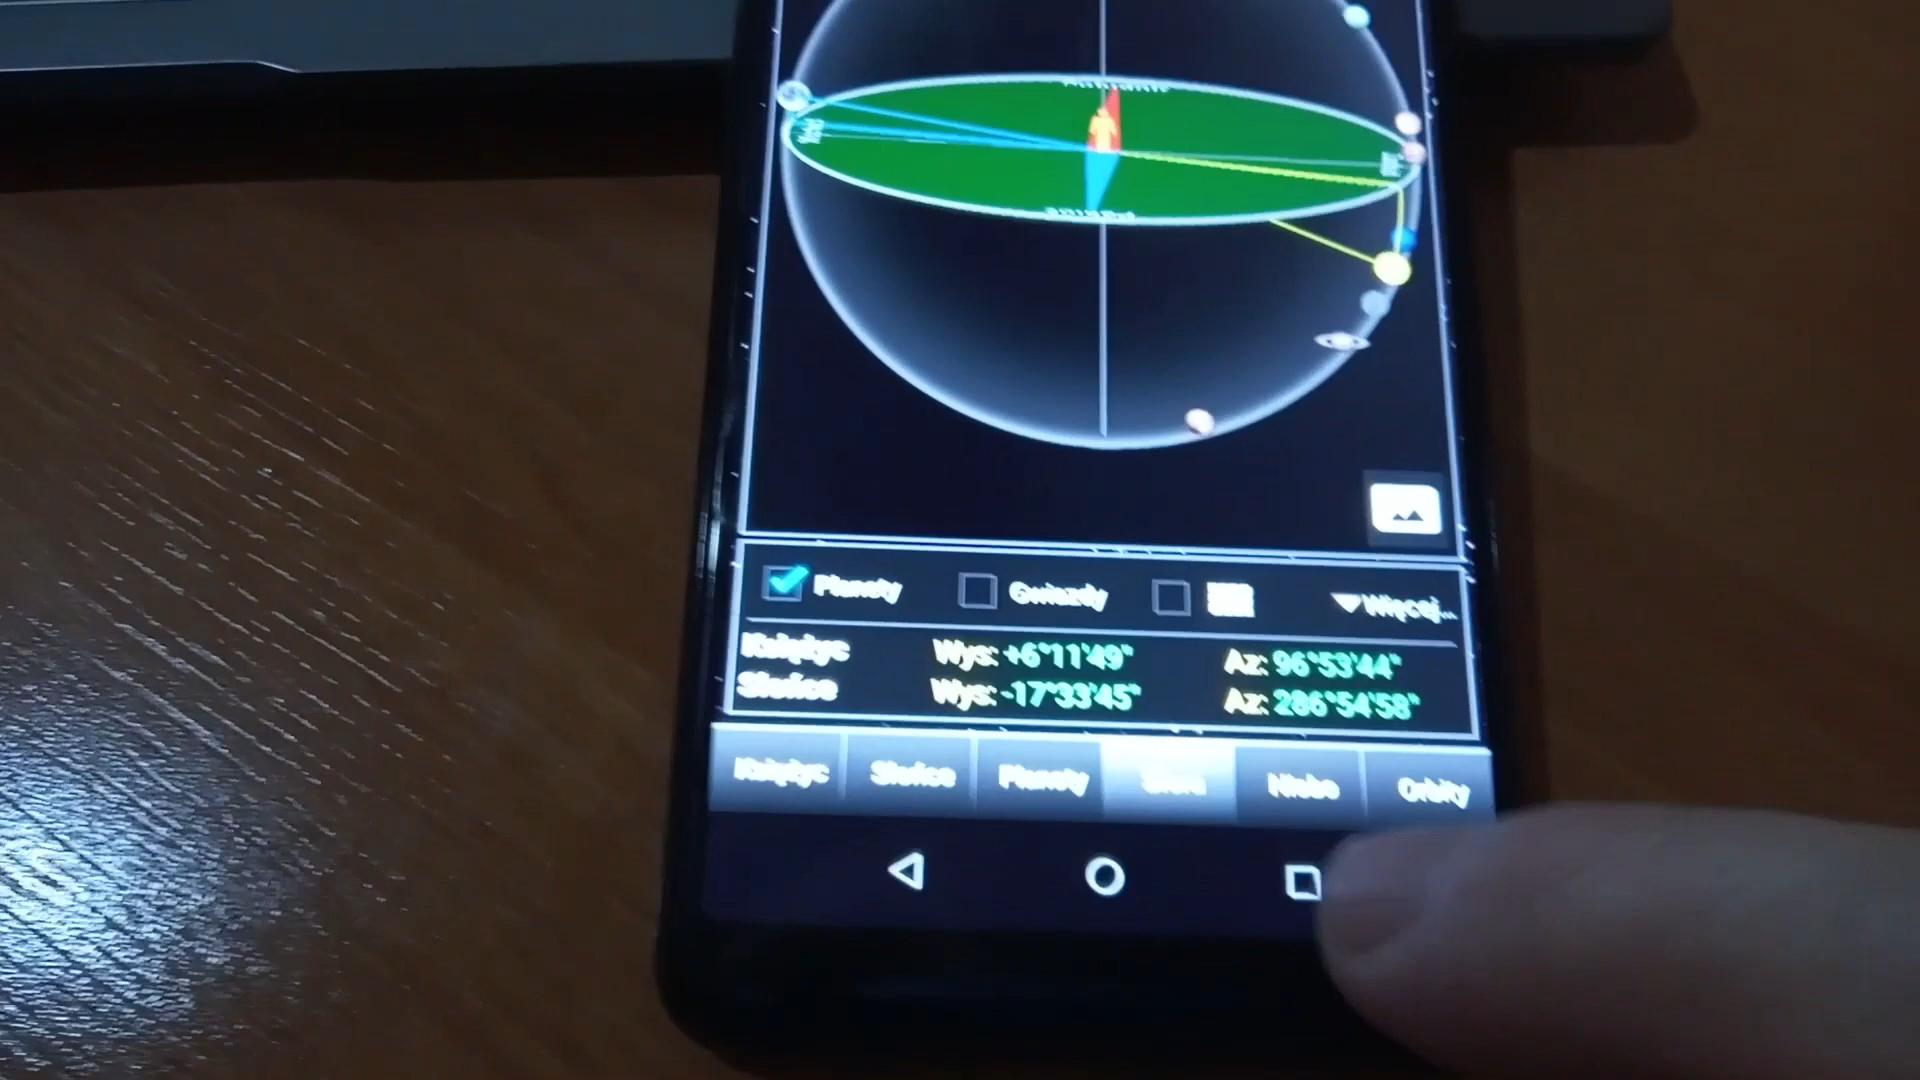 Planety Gwiazdy Więcej...
Księżyc Wys: +6°11'49" Az: 96°53'44"
Słońce Wys: -17°33'45" Az: 286°54'58"
Księżyc Słońce Planety Niebo Orbity